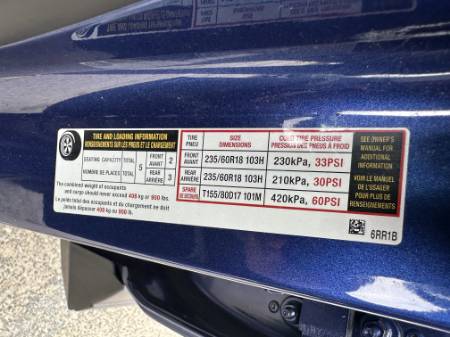 TIRE AND LOADING INFORMATION
RENSEIGNEMENTS SUR LES PNEUS ET LE CHARGEMENT
SEATING CAPACITY
NOMBRE DE PLACES
TOTAL
TOTAL
5
FRONT
AVANT
2
REAR
ARRIÈRE
3
The combined weight of occupants
and cargo should never exceed 408 kg or 900 lbs.
Le poids total des occupants et du chargement ne doit
jamais dépasser 408 kg ou 900 lb.
TIRE
PNEU
SIZE
DIMENSIONS
COLD TIRE PRESSURE
PRESSION DES PNEUS À FROID
FRONT
AVANT
235/60R18 103H
230kPa, 33PSI
REAR
ARRIÈRE
235/60R18 103H
210kPa, 30PSI
SPARE
DE SECOURS
T155/80D17 101M
420kPa, 60PSI
SEE OWNER'S
MANUAL FOR
ADDITIONAL
INFORMATION
VOIR LE MANUEL
DE L'USAGER
POUR PLUS DE
RENSEIGNEMENTS
6RR1B